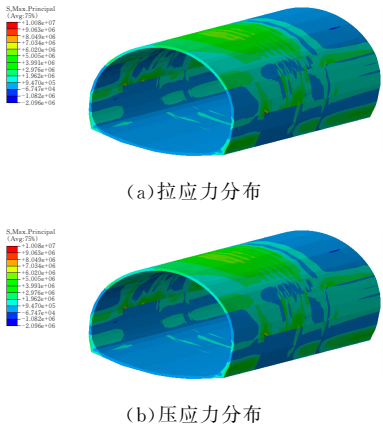 S,Max.Principal
(Avg:75%)
+1.008e+07
+9.063e+06
+8.049e+06
+7.034e+06
+6.020e+06
+5.005e+06
+3.991e+06
+2.976e+06
+1.962e+06
+9.470e+05
-6.747e+04
-1.082e+06
-2.096e+06
(a)拉应力分布
S,Max.Principal
(Avg:75%)
+1.008e+07
+9.063e+06
+8.049e+06
+7.034e+06
+6.020e+06
+5.005e+06
+3.991e+06
+2.976e+06
+1.962e+06
+9.470e+05
-6.747e+04
-1.082e+06
-2.096e+06
(b)压应力分布